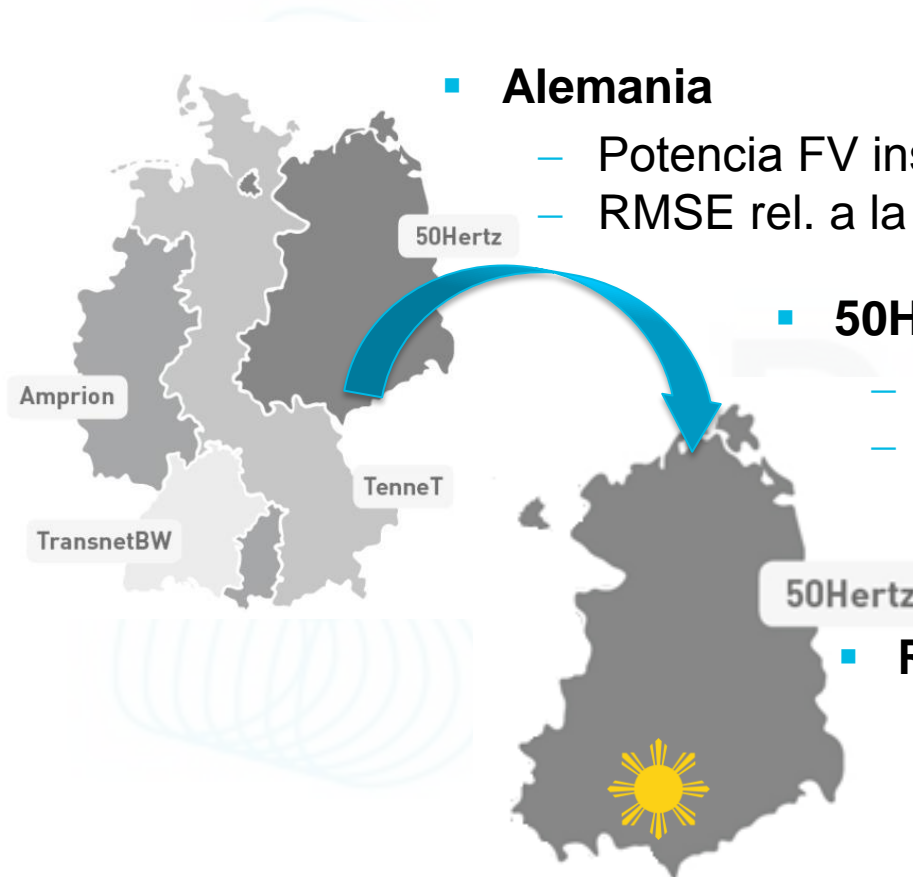 Alemania
– Potencia FV ins
– RMSE rel. a la
50Hertz
50H
–
–
Amprion
TenneT
TransnetBW
50Hertz